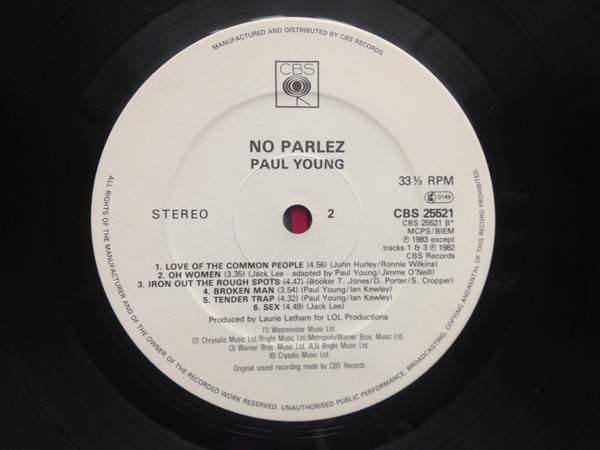 MANUFACTURED AND DISTRIBUTED BY CBS RECORDS
CBS
NO PARLEZ
PAUL YOUNG
33⅓ RPM
0149
STEREO
2
CBS 25521
CBS 25521 B*
MCPS/BIEM
℗ 1983 except
tracks 1 & 3 ℗ 1982
CBS Records
1. LOVE OF THE COMMON PEOPLE (4.56) (John Hurley/Ronnie Wilkins)
2. OH WOMEN (3.35) (Jack Lee - adapted by Paul Young/Jimme O'Neill)
3. IRON OUT THE ROUGH SPOTS (4.47) (Booker T. Jones/D. Porter/S. Cropper)
4. BROKEN MAN (3.54) (Paul Young/Ian Kewley)
5. TENDER TRAP (4.32) (Paul Young/Ian Kewley)
6. SEX (4.49) (Jack Lee)
Produced by Laurie Latham for LOL Productions
(1) Westminster Music Ltd.
(2) Chrysalis Music Ltd./Bright Music Ltd./Metropolis/Warner Bros. Music Ltd.
(3) Warner Bros. Music Ltd. (4,5) Bright Music Ltd.
(6) Crysalis Music Ltd.
Original sound recording made by CBS Records
ALL RIGHTS OF THE MANUFACTURER AND OF THE OWNER OF THE RECORDED WORK RESERVED. UNAUTHORISED PUBLIC PERFORMANCE, BROADCASTING, COPYING AND RENTAL OF THIS RECORD PROHIBITED.